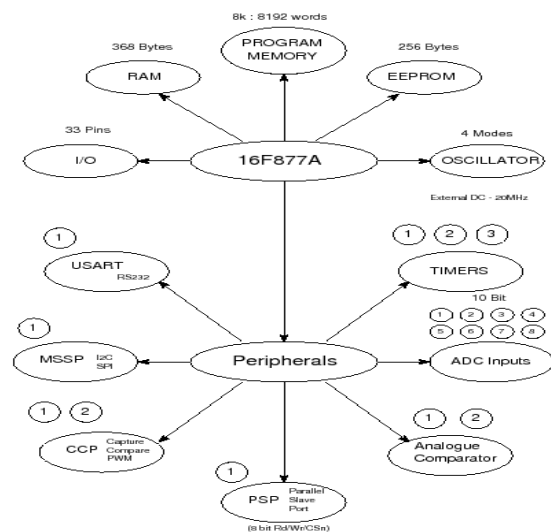 8k : 8192 words
368 Bytes
PROGRAM
MEMORY
256 Bytes
RAM
EEPROM
33 Pins
4 Modes
I/O
16F877A
OSCILLATOR
External DC - 20MHz
1
USART
RS232
1 2 3
TIMERS
10 Bit
1 2 3 4
5 6 7 8
1
MSSP I2C
SPI
Peripherals
ADC Inputs
1 2
CCP Capture
Compare
PWM
1 2
Analogue
Comparator
1
PSP Parallel
Slave
Port
(8 bit Rd/Wr/CSn)